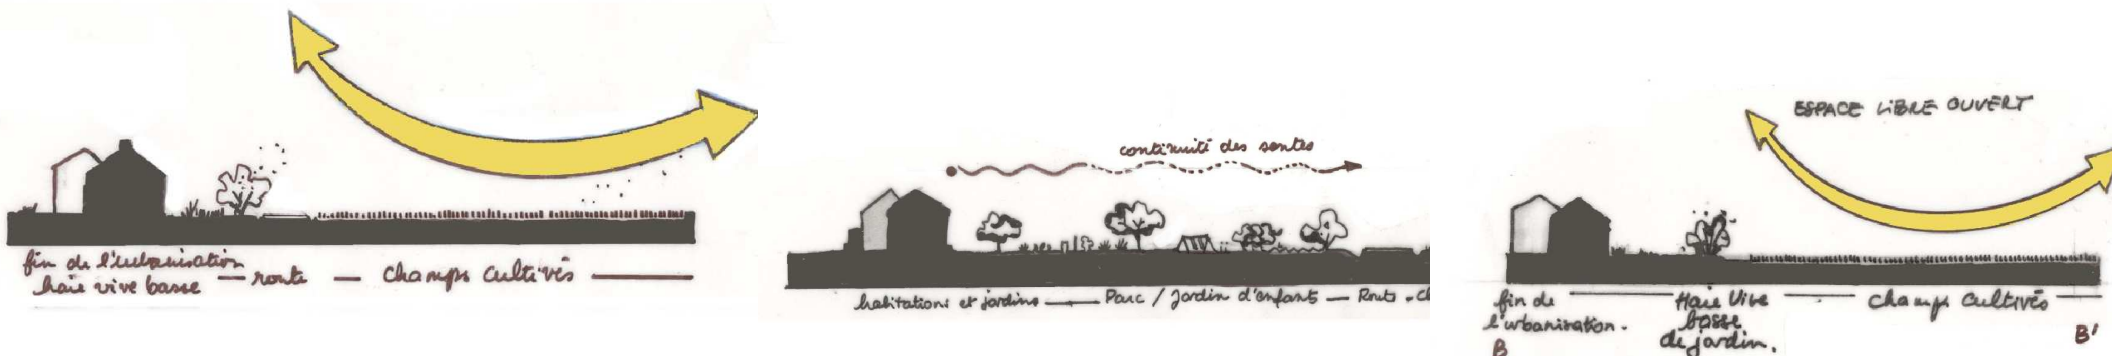 fin de l'urbanisation
haie vive basse — route — champs cultivés
continuité des sentes
habitations et jardins — Parc / Jardin d'enfants — Route - Ch
ESPACE LIBRE OUVERT
fin de
l'urbanisation.
B
Haie Vive
basse
de jardin.
champs cultivés
B'